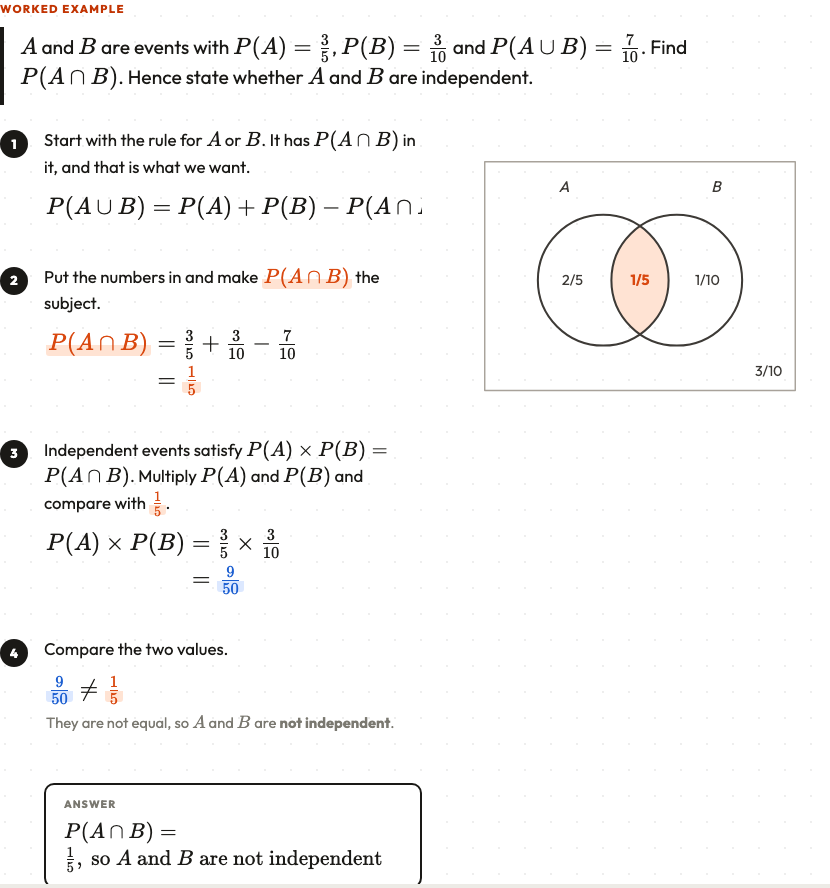 WORKED EXAMPLE
A and B are events with P(A) = 3/5, P(B) = 3/10 and P(A ∪ B) = 7/10. Find
P(A ∩ B). Hence state whether A and B are independent.
1
Start with the rule for A or B. It has P(A ∩ B) in
it, and that is what we want.
P(A ∪ B) = P(A) + P(B) − P(A ∩
2
Put the numbers in and make P(A ∩ B) the
subject.
P(A ∩ B) = 3/5 + 3/10 − 7/10
= 1/5
3
Independent events satisfy P(A) × P(B) =
P(A ∩ B). Multiply P(A) and P(B) and
compare with 1/5.
P(A) × P(B) = 3/5 × 3/10
= 9/50
4
Compare the two values.
9/50 ≠ 1/5
They are not equal, so A and B are not independent.
ANSWER
P(A ∩ B) =
1/5, so A and B are not independent
A B
2/5 1/5 1/10
3/10